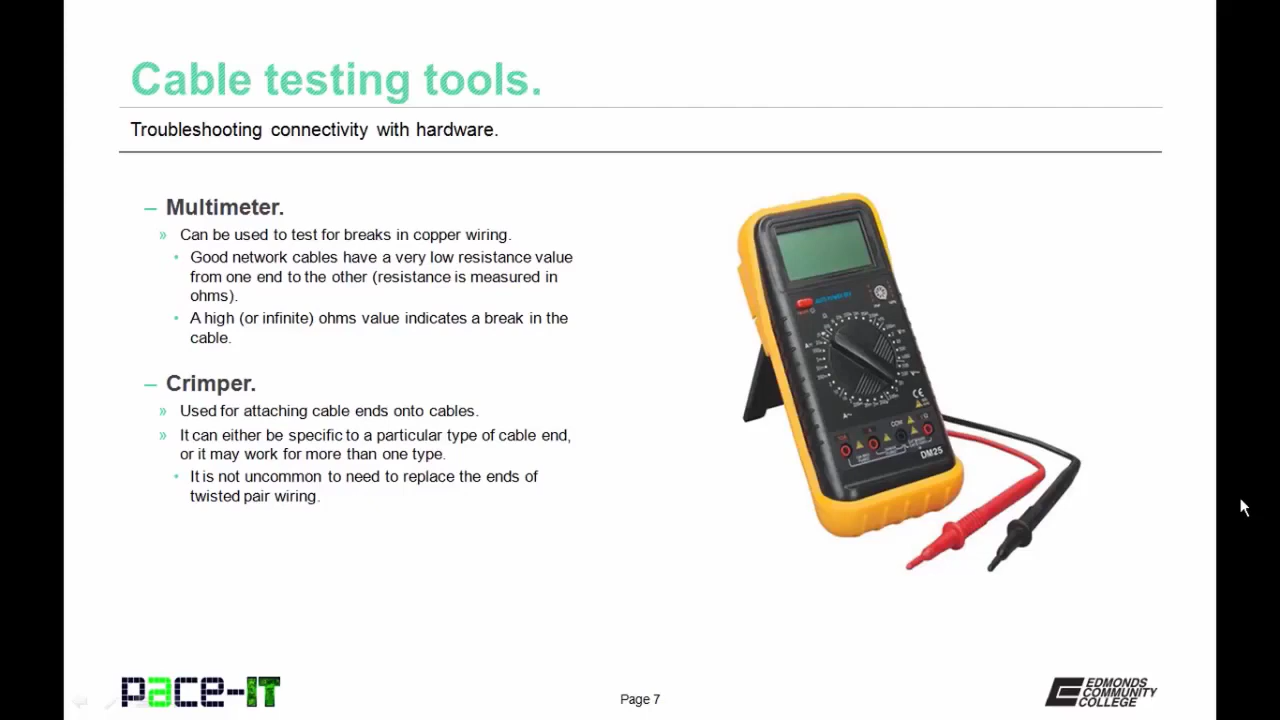 Cable testing tools.
Troubleshooting connectivity with hardware.
– Multimeter.
» Can be used to test for breaks in copper wiring.
• Good network cables have a very low resistance value
from one end to the other (resistance is measured in
ohms).
• A high (or infinite) ohms value indicates a break in the
cable.
– Crimper.
» Used for attaching cable ends onto cables.
» It can either be specific to a particular type of cable end,
or it may work for more than one type.
• It is not uncommon to need to replace the ends of
twisted pair wiring.
COM
DM25
pace-IT
Page 7
EDMONDS
COMMUNITY
COLLEGE